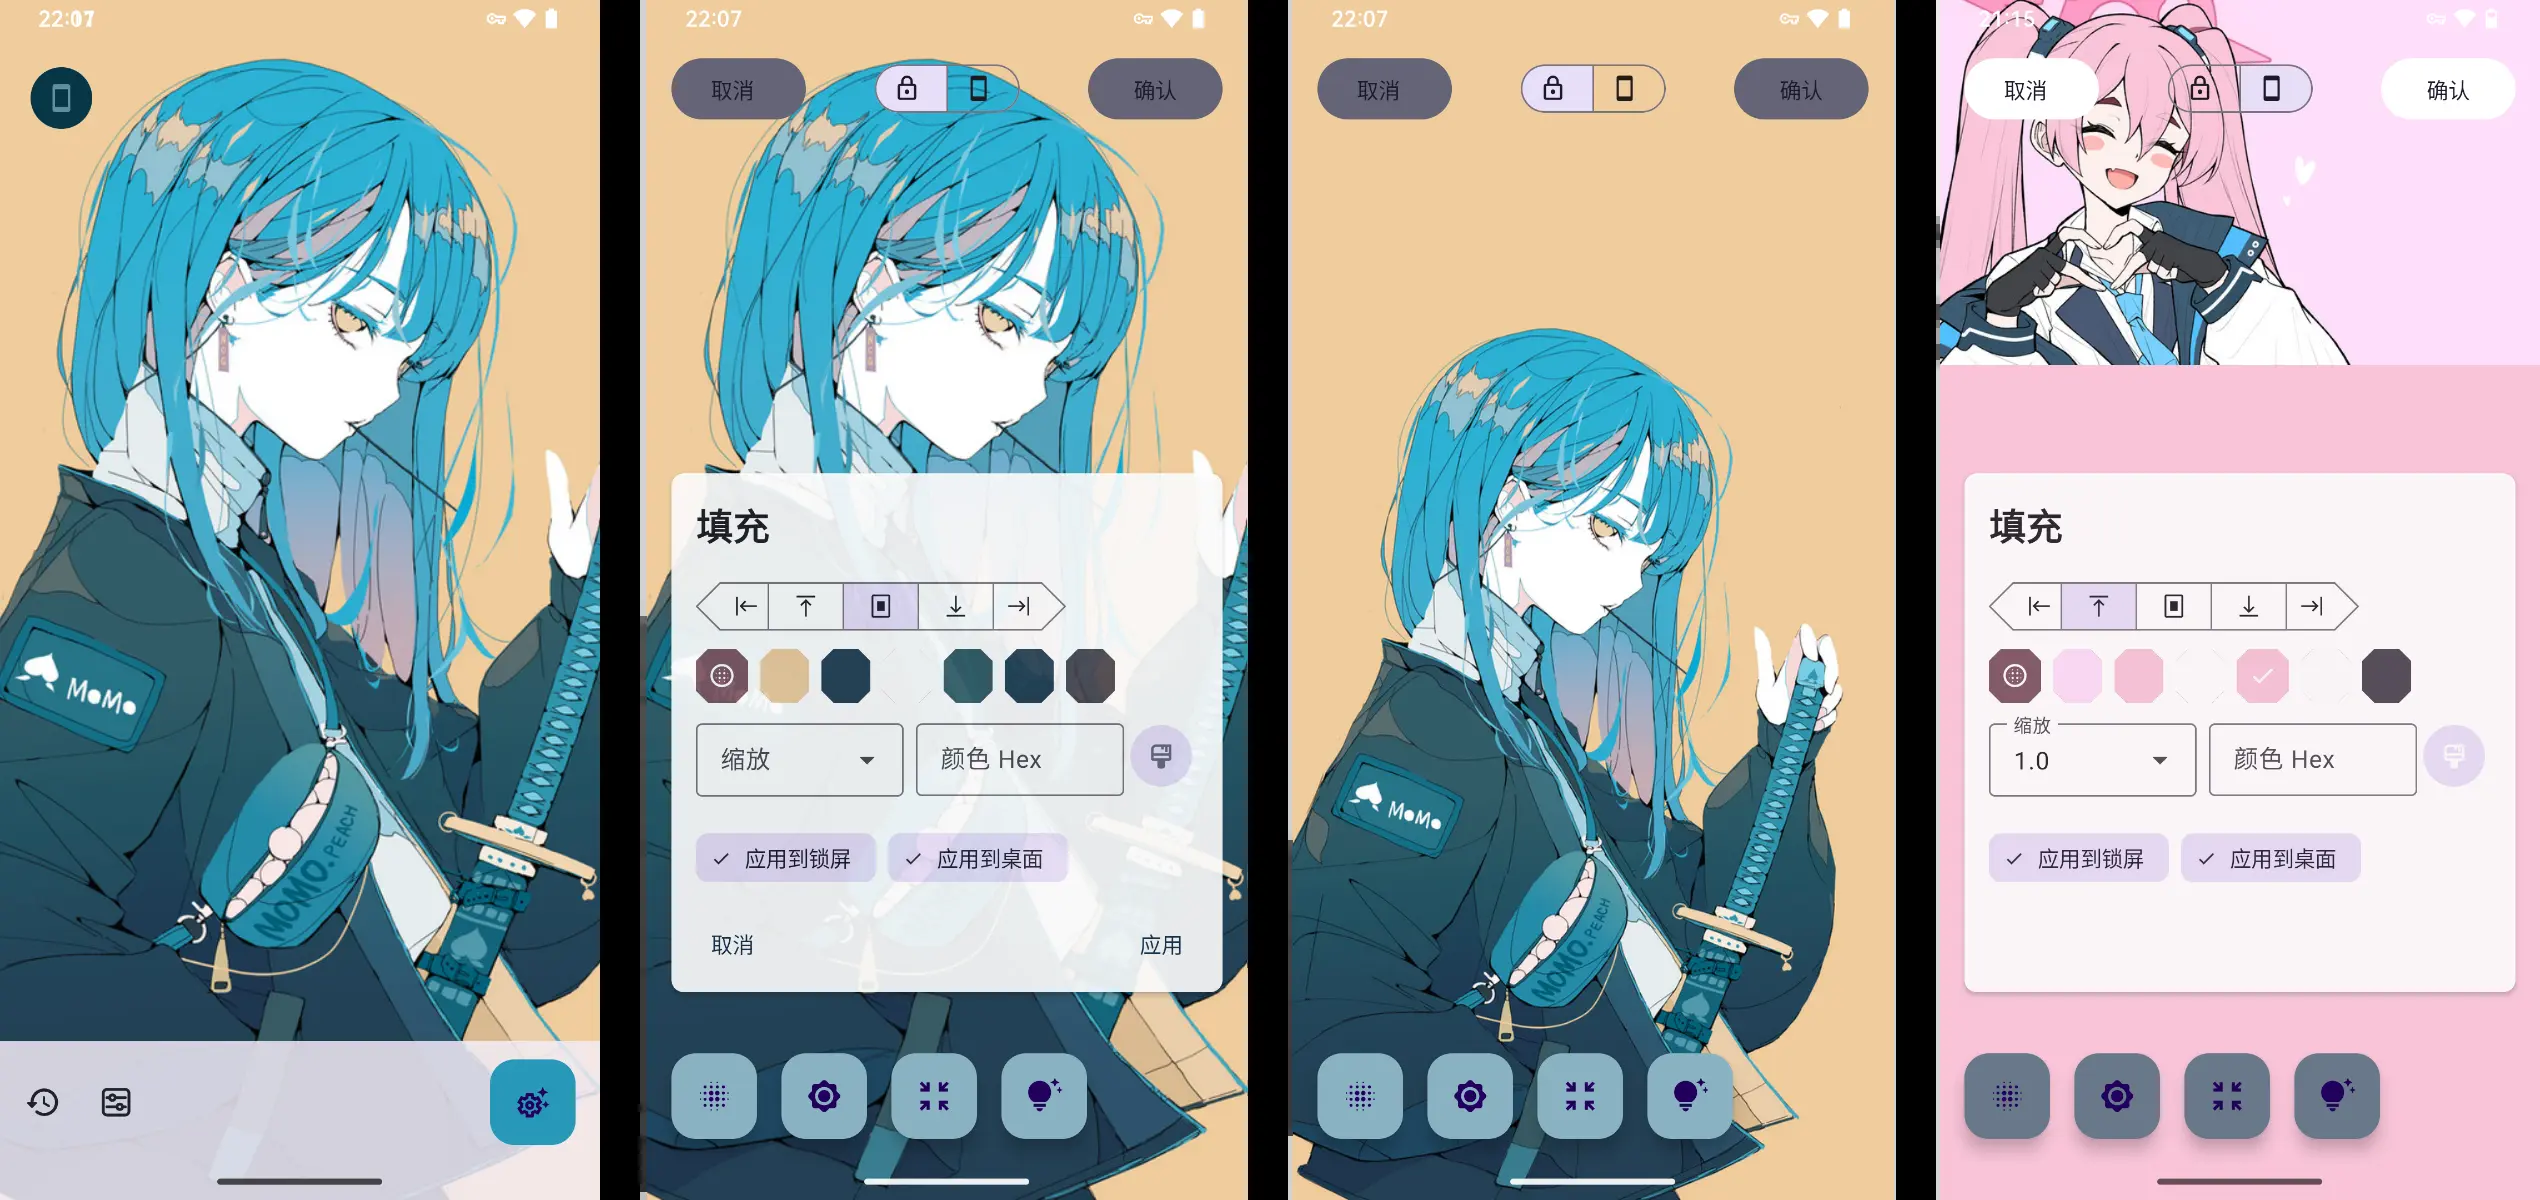 22:07
MoMo
MOMO.PEACH
22:07
取消
确认
填充
缩放
颜色 Hex
应用到锁屏
应用到桌面
取消
应用
22:07
取消
确认
MoMo
MOMO.PEACH
21:15
取消
确认
填充
缩放
1.0
颜色 Hex
应用到锁屏
应用到桌面